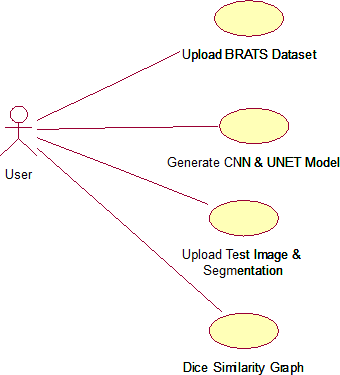 Upload BRATS Dataset
Generate CNN & UNET Model
User
Upload Test Image &
Segmentation
Dice Similarity Graph